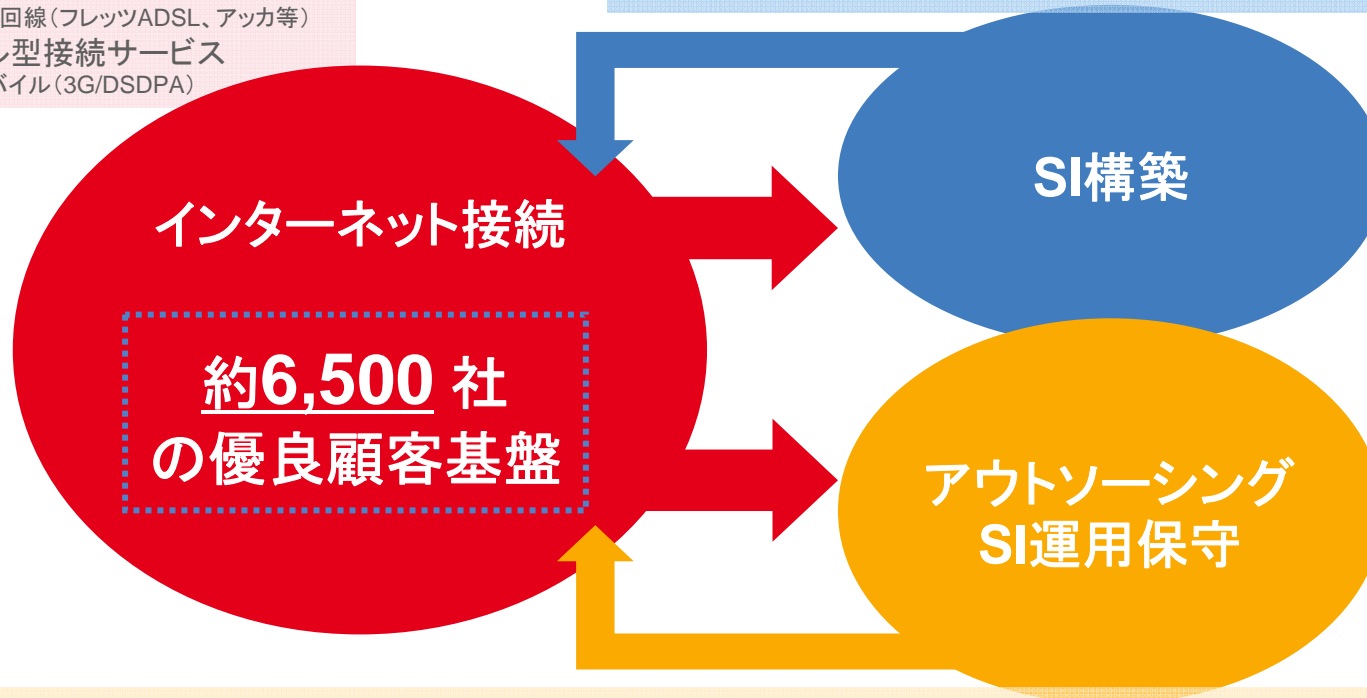 回線(フレッツADSL、アッカ等)
型接続サービス
バイル(3G/DSDPA)
インターネット接続
約6,500 社
の優良顧客基盤
SI構築
アウトソーシング
SI運用保守